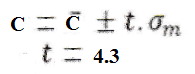 C = C̄ ± t.σₘ
t = 4.3